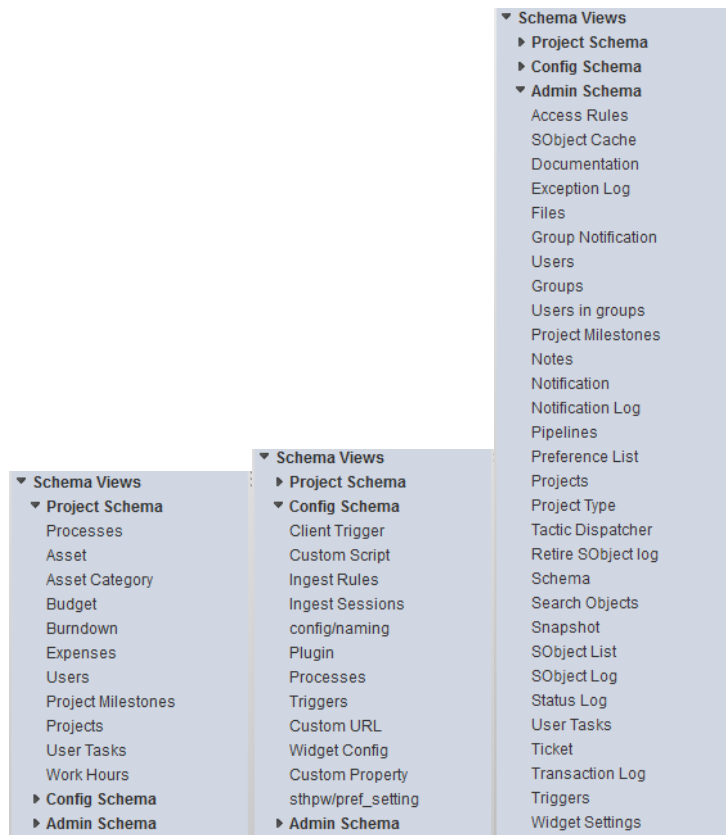 Schema Views
Project Schema
Processes
Asset
Asset Category
Budget
Burndown
Expenses
Users
Project Milestones
Projects
User Tasks
Work Hours
Config Schema
Admin Schema
Schema Views
Project Schema
Config Schema
Client Trigger
Custom Script
Ingest Rules
Ingest Sessions
config/naming
Plugin
Processes
Triggers
Custom URL
Widget Config
Custom Property
sthpw/pref_setting
Admin Schema
Schema Views
Project Schema
Config Schema
Admin Schema
Access Rules
SObject Cache
Documentation
Exception Log
Files
Group Notification
Users
Groups
Users in groups
Project Milestones
Notes
Notification
Notification Log
Pipelines
Preference List
Projects
Project Type
Tactic Dispatcher
Retire SObject log
Schema
Search Objects
Snapshot
SObject List
SObject Log
Status Log
User Tasks
Ticket
Transaction Log
Triggers
Widget Settings